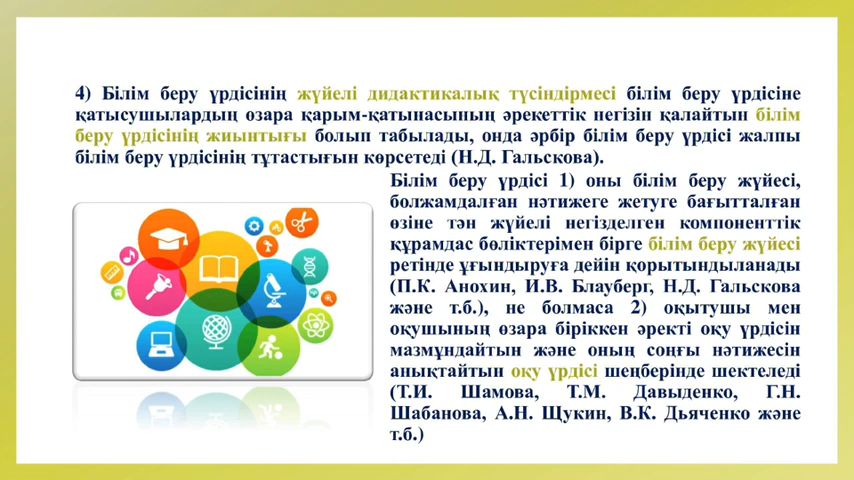 4) Білім беру үрдісінің жүйелі дидактикалық түсіндірмесі білім беру үрдісіне
қатысушылардың өзара қарым-қатынасының әрекеттік негізін қалайтын білім
беру үрдісінің жиынтығы болып табылады, онда әрбір білім беру үрдісі жалпы
білім беру үрдісінің тұтастығын көрсетеді (Н.Д. Гальскова).
Білім беру үрдісі 1) оны білім беру жүйесі,
болжамдалған нәтижеге жетуге бағытталған
өзіне тән жүйелі негізделген компоненттік
құрамдас бөліктерімен бірге білім беру жүйесі
ретінде ұғындыруға дейін қорытындыланады
(П.К. Анохин, И.В. Блауберг, Н.Д. Гальскова
және т.б.), не болмаса 2) оқытушы мен
оқушының өзара біріккен әректі оқу үрдісін
мазмұндайтын және оның соңғы нәтижесін
анықтайтын оқу үрдісі шеңберінде шектеледі
(Т.И. Шамова, Т.М. Давыденко, Г.Н.
Шабанова, А.Н. Щукин, В.К. Дьяченко және
т.б.)